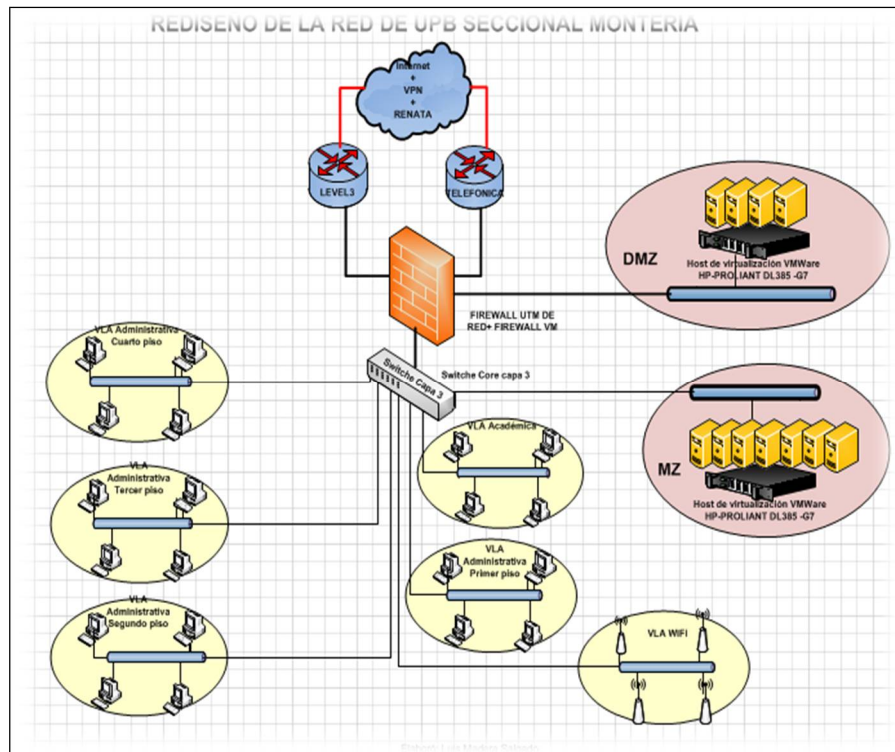 REDISENO DE LA RED DE UPB SECCIONAL MONTERIA
Internet
+
VPN
+
RENATA
LEVEL3
TELEFONICA
DMZ
Host de virtualización VMWare
HP-PROLIANT DL385 -G7
FIREWALL UTM DE
RED+ FIREWALL VM
VLA Administrativa
Cuarto piso
Switche Capa 3
Switche Core capa 3
VLA Académica
MZ
Host de virtualización VMWare
HP-PROLIANT DL385 -G7
VLA
Administrativa
Tercer piso
VLA
Administrativa
Primer piso
VLA
Administrativa
Segundo piso
VLA WIFI